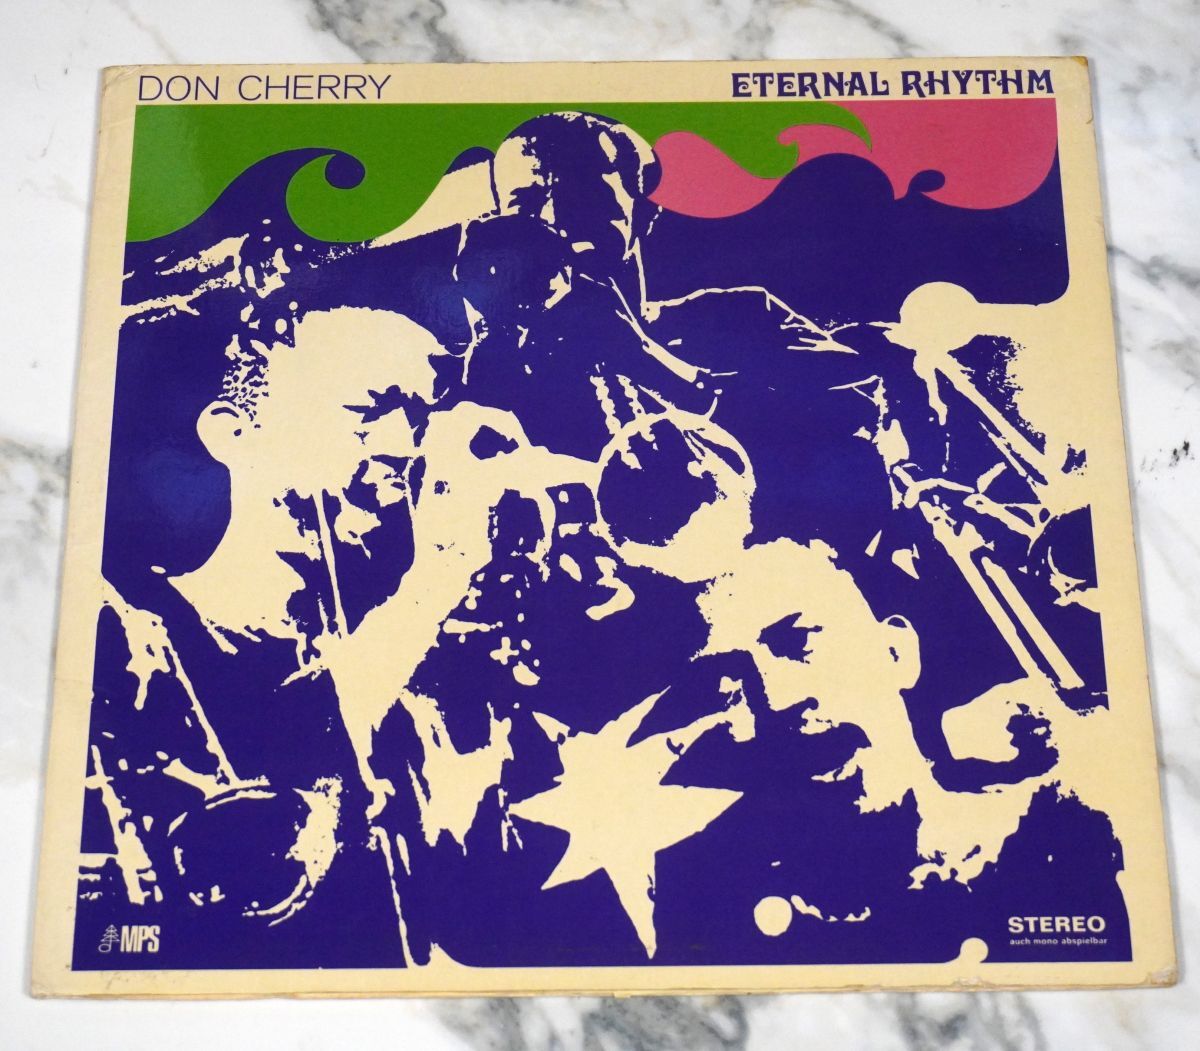 DON CHERRY
ETERNAL RHYTHM
MPS
STEREO
auch mono abspielbar